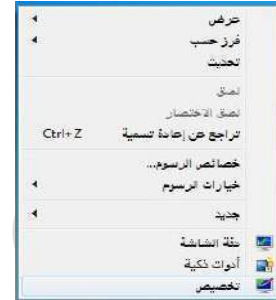 عرض
فرز حسب
تحديث
لصق
لصق الاختصار
تراجع عن إعادة تسمية Ctrl+Z
خصائص الرسوم...
خيارات الرسوم
جديد
دقة الشاشة
أدوات ذكية
تخصيص